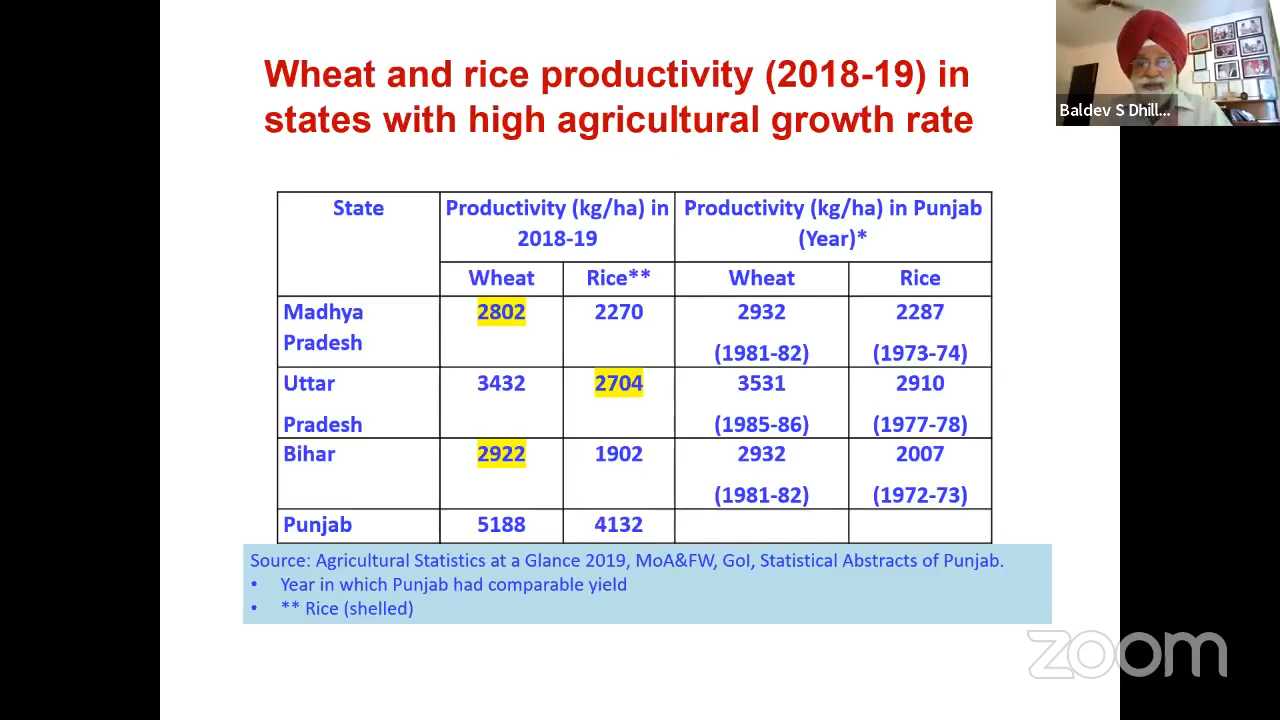 Wheat and rice productivity (2018-19) in
states with high agricultural growth rate
Baldev S Dhill...
State
Productivity (kg/ha) in
2018-19
Productivity (kg/ha) in Punjab
(Year)*
Wheat
Rice**
Wheat
Rice
Madhya
Pradesh
2802
2270
2932
(1981-82)
2287
(1973-74)
Uttar
Pradesh
3432
2704
3531
(1985-86)
2910
(1977-78)
Bihar
2922
1902
2932
(1981-82)
2007
(1972-73)
Punjab
5188
4132
Source: Agricultural Statistics at a Glance 2019, MoA&FW, GoI, Statistical Abstracts of Punjab.
• Year in which Punjab had comparable yield
• ** Rice (shelled)
zoom